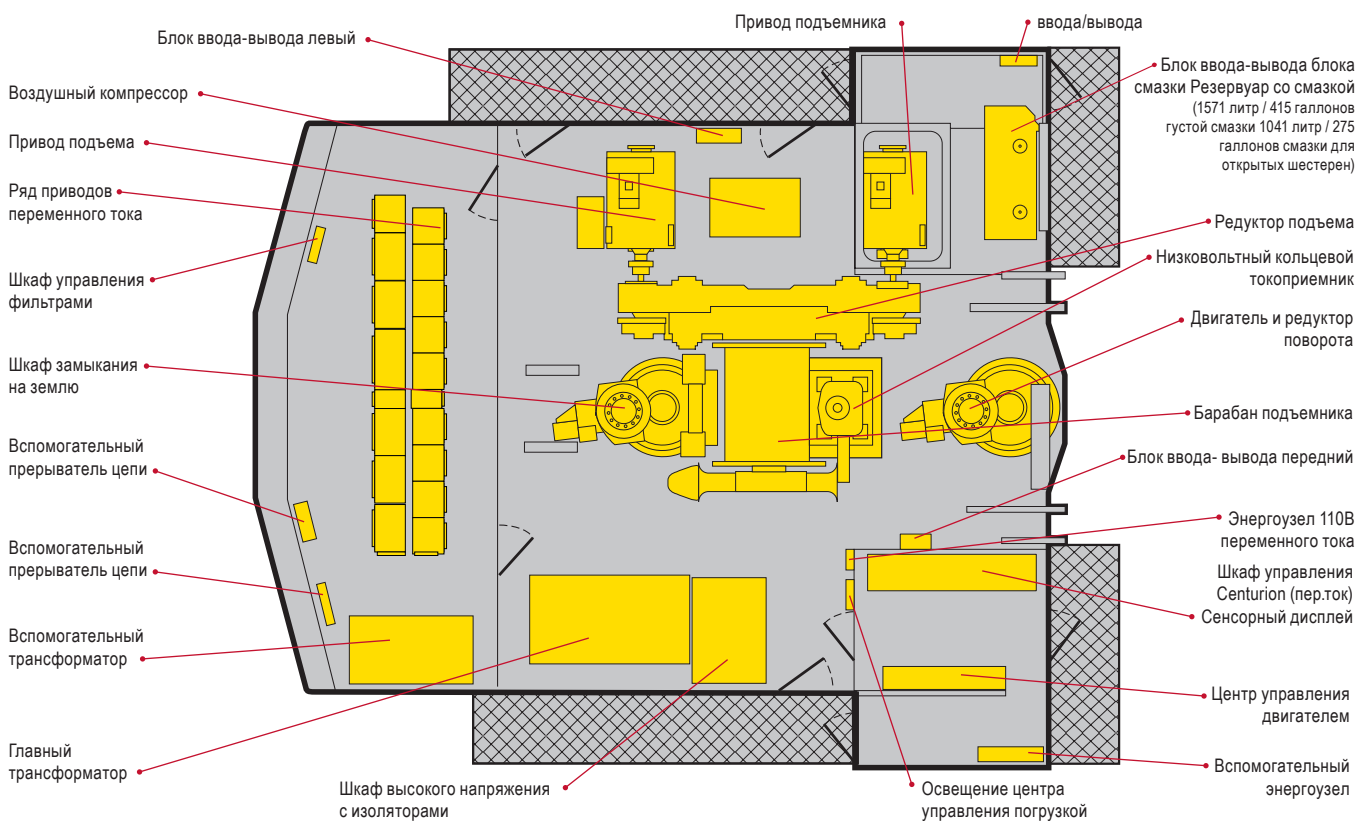 Привод подъемника
ввода/вывода
Блок ввода-вывода левый
Блок ввода-вывода блока
смазки Резервуар со смазкой
(1571 литр / 415 галлонов
густой смазки 1041 литр / 275
галлонов смазки для
открытых шестерен)
Воздушный компрессор
Привод подъема
Ряд приводов
переменного тока
Шкаф управления
фильтрами
Шкаф замыкания
на землю
Вспомогательный
прерыватель цепи
Вспомогательный
прерыватель цепи
Вспомогательный
трансформатор
Главный
трансформатор
Шкаф высокого напряжения
с изоляторами
Редуктор подъема
Низковольтный кольцевой
токоприемник
Двигатель и редуктор
поворота
Барабан подъемника
Блок ввода- вывода передний
Энергоузел 110В
переменного тока
Шкаф управления
Centurion (пер.ток)
Сенсорный дисплей
Центр управления
двигателем
Вспомогательный
энергоузел
Освещение центра
управления погрузкой